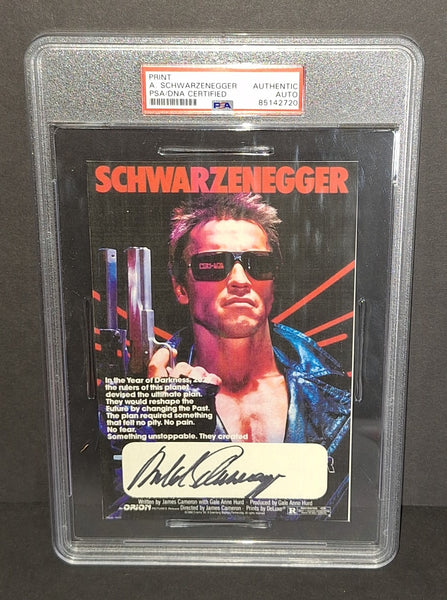 PRINT
A. SCHWARZENEGGER AUTHENTIC
PSA/DNA CERTIFIED AUTO
PSA 85142720
SCHWARZENEGGER
In the Year of Darkness, 20
the rulers of this planet
devised the ultimate plan.
They would reshape the
Future by changing the Past.
The plan required something
that felt no pity. No pain.
No fear.
Something unstoppable. They created
Written by James Cameron with Gale Anne Hurd Produced by Gale Anne Hurd
ORION PICTURES Release Directed by James Cameron Prints by DeLuxe
R